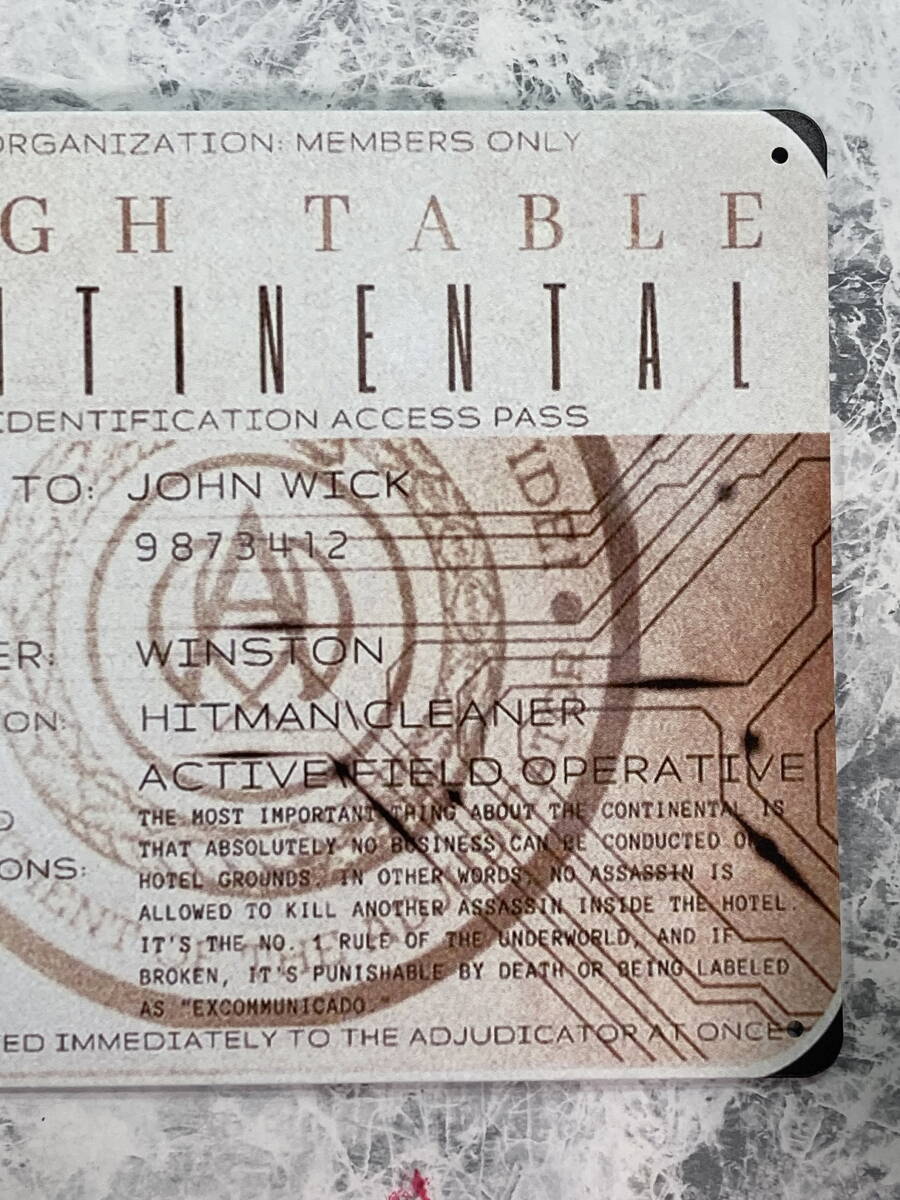 ORGANIZATION: MEMBERS ONLY
GH TABLE
TINENTAL
IDENTIFICATION ACCESS PASS
TO: JOHN WICK
9873412
ER: WINSTON
ON: HITMAN\CLEANER
ACTIVE FIELD OPERATIVE
THE MOST IMPORTANT THING ABOUT THE CONTINENTAL IS
THAT ABSOLUTELY NO BUSINESS CAN BE CONDUCTED ON
ONS:
HOTEL GROUNDS. IN OTHER WORDS, NO ASSASSIN IS
ALLOWED TO KILL ANOTHER ASSASSIN INSIDE THE HOTEL.
IT'S THE NO. 1 RULE OF THE UNDERWORLD, AND IF
BROKEN, IT'S PUNISHABLE BY DEATH OR BEING LABELED
AS "EXCOMMUNICADO."
ED IMMEDIATELY TO THE ADJUDICATOR AT ONCE